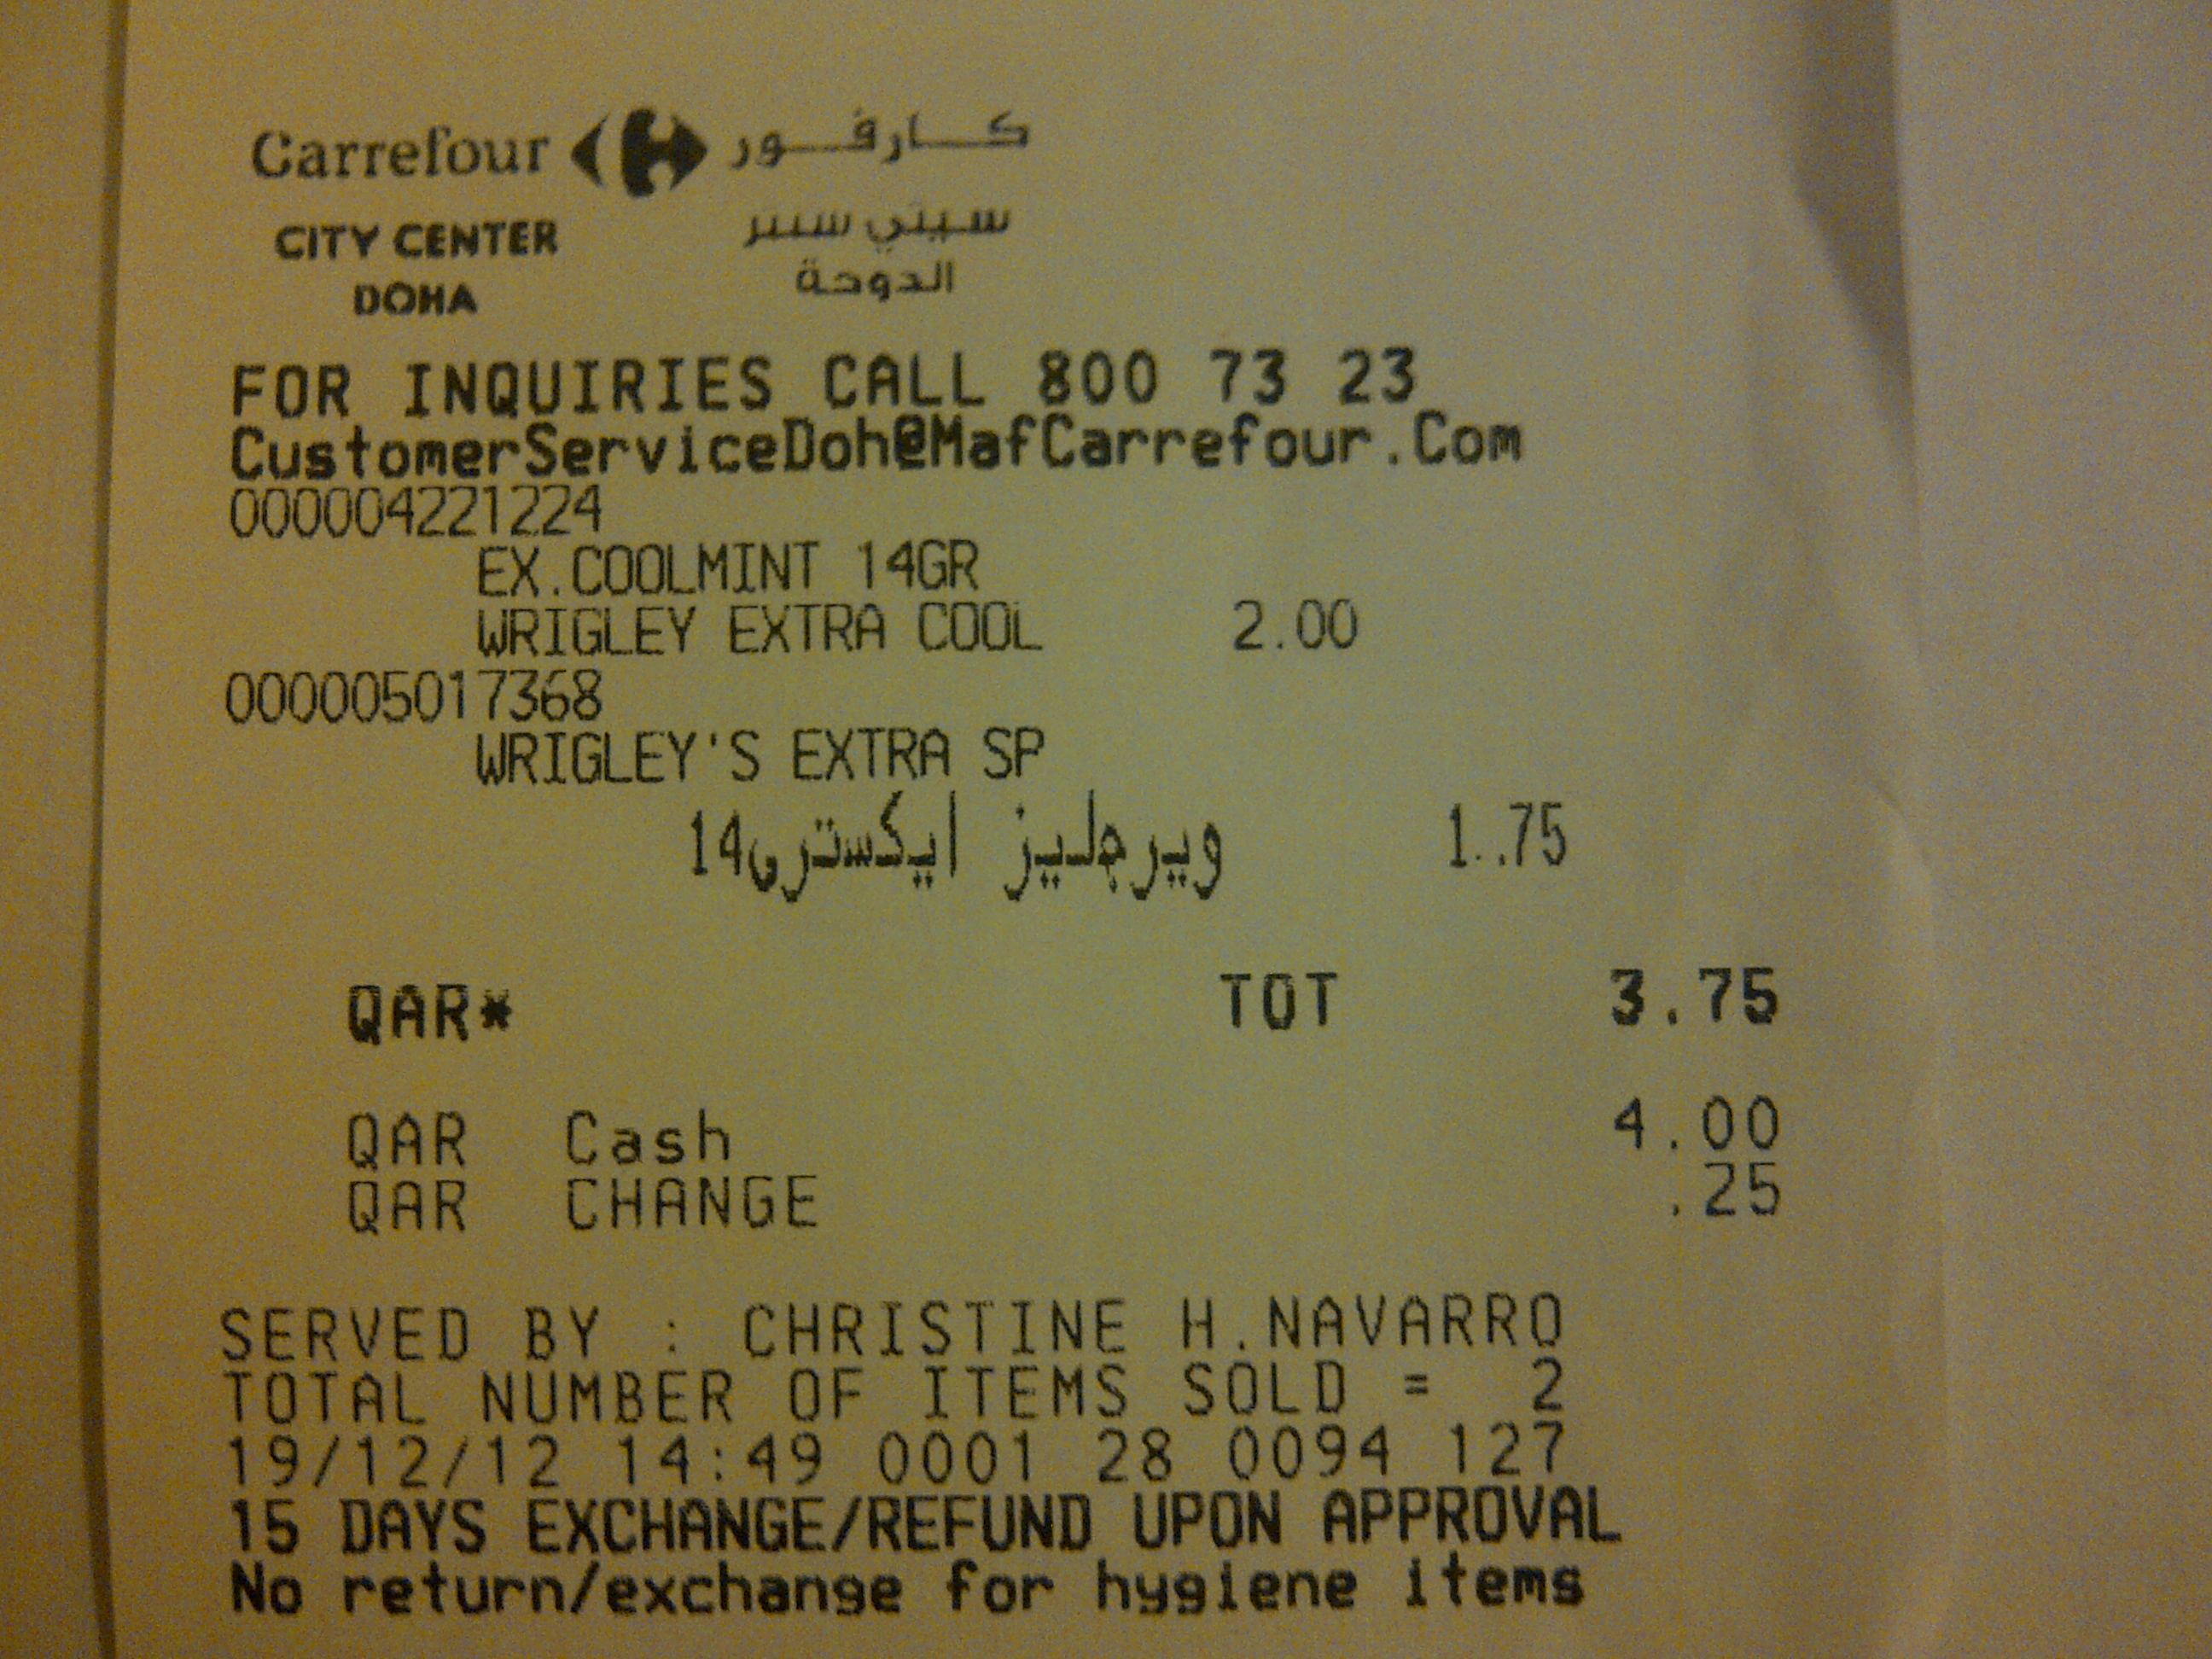 Carrefour كارفور
CITY CENTER سيتي سنتر
DOHA الدوحة
FOR INQUIRIES CALL 800 73 23
CustomerServiceDoh@MafCarrefour.Com
000004221224
EX.COOLMINT 14GR
WRIGLEY EXTRA COOL 2.00
000005017368
WRIGLEY'S EXTRA SP
ويرجليز ايكسترى14 1.75
QAR* TOT 3.75
QAR Cash 4.00
QAR CHANGE .25
SERVED BY : CHRISTINE H.NAVARRO
TOTAL NUMBER OF ITEMS SOLD = 2
19/12/12 14:49 0001 28 0094 127
15 DAYS EXCHANGE/REFUND UPON APPROVAL
No return/exchange for hygiene items